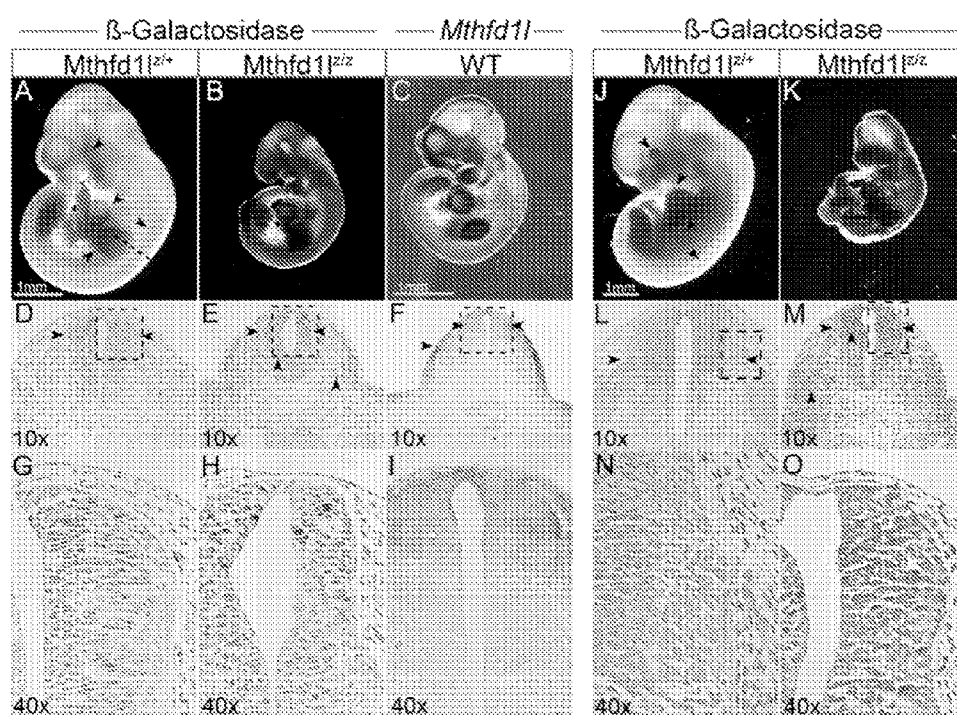 ß-Galactosidase Mthfd1l ß-Galactosidase
Mthfd1lz/+ Mthfd1lz/z WT Mthfd1lz/+ Mthfd1lz/z
A B C J K
1mm 1mm 1mm
D E F L M
10x 10x 10x 10x 10x
G H I N O
40x 40x 40x 40x 40x